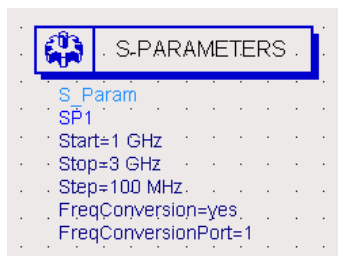 S-PARAMETERS
S_Param
SP1
Start=1 GHz
Stop=3 GHz
Step=100 MHz
FreqConversion=yes
FreqConversionPort=1